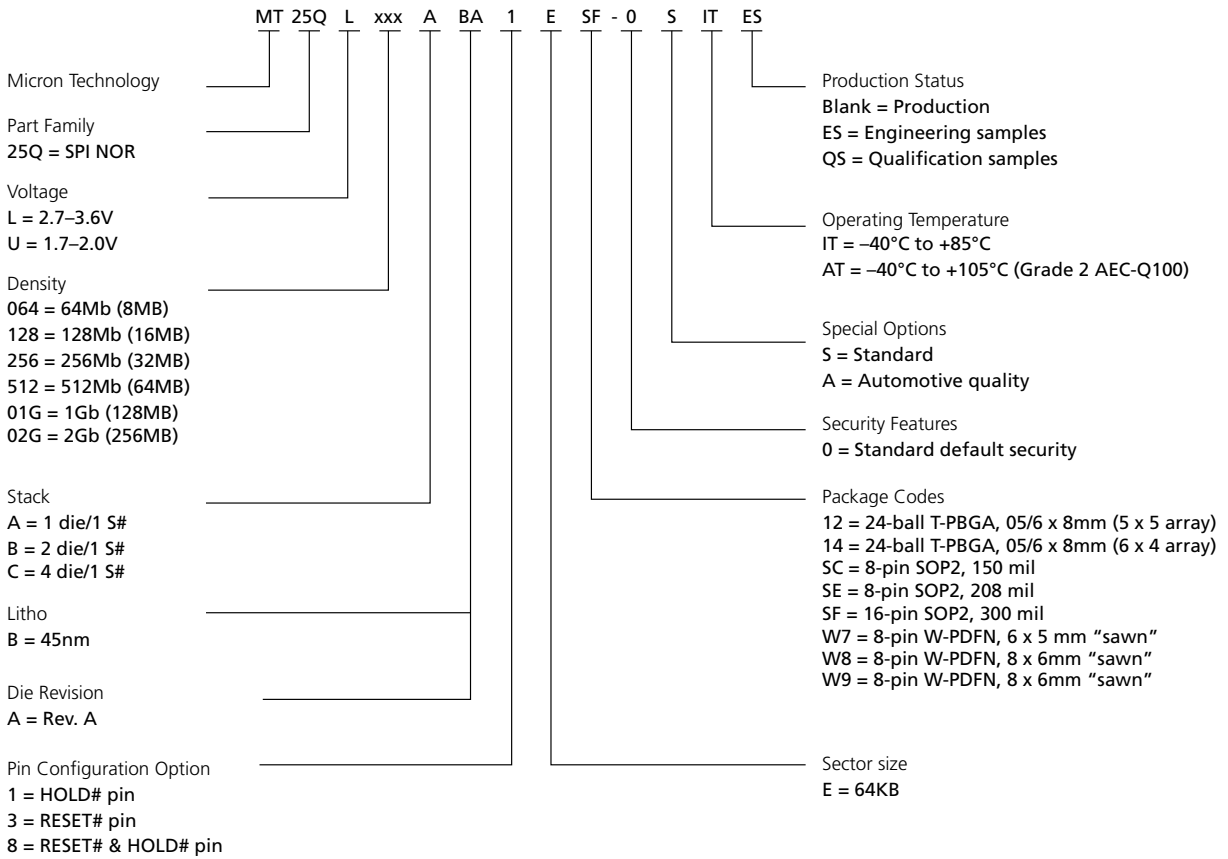 MT 25Q L xxx A BA 1 E SF - 0 S IT ES
Micron Technology
Part Family
25Q = SPI NOR
Voltage
L = 2.7–3.6V
U = 1.7–2.0V
Density
064 = 64Mb (8MB)
128 = 128Mb (16MB)
256 = 256Mb (32MB)
512 = 512Mb (64MB)
01G = 1Gb (128MB)
02G = 2Gb (256MB)
Stack
A = 1 die/1 S#
B = 2 die/1 S#
C = 4 die/1 S#
Litho
B = 45nm
Die Revision
A = Rev. A
Pin Configuration Option
1 = HOLD# pin
3 = RESET# pin
8 = RESET# & HOLD# pin
Production Status
Blank = Production
ES = Engineering samples
QS = Qualification samples
Operating Temperature
IT = –40°C to +85°C
AT = –40°C to +105°C (Grade 2 AEC-Q100)
Special Options
S = Standard
A = Automotive quality
Security Features
0 = Standard default security
Package Codes
12 = 24-ball T-PBGA, 05/6 x 8mm (5 x 5 array)
14 = 24-ball T-PBGA, 05/6 x 8mm (6 x 4 array)
SC = 8-pin SOP2, 150 mil
SE = 8-pin SOP2, 208 mil
SF = 16-pin SOP2, 300 mil
W7 = 8-pin W-PDFN, 6 x 5 mm “sawn”
W8 = 8-pin W-PDFN, 8 x 6mm “sawn”
W9 = 8-pin W-PDFN, 8 x 6mm “sawn”
Sector size
E = 64KB